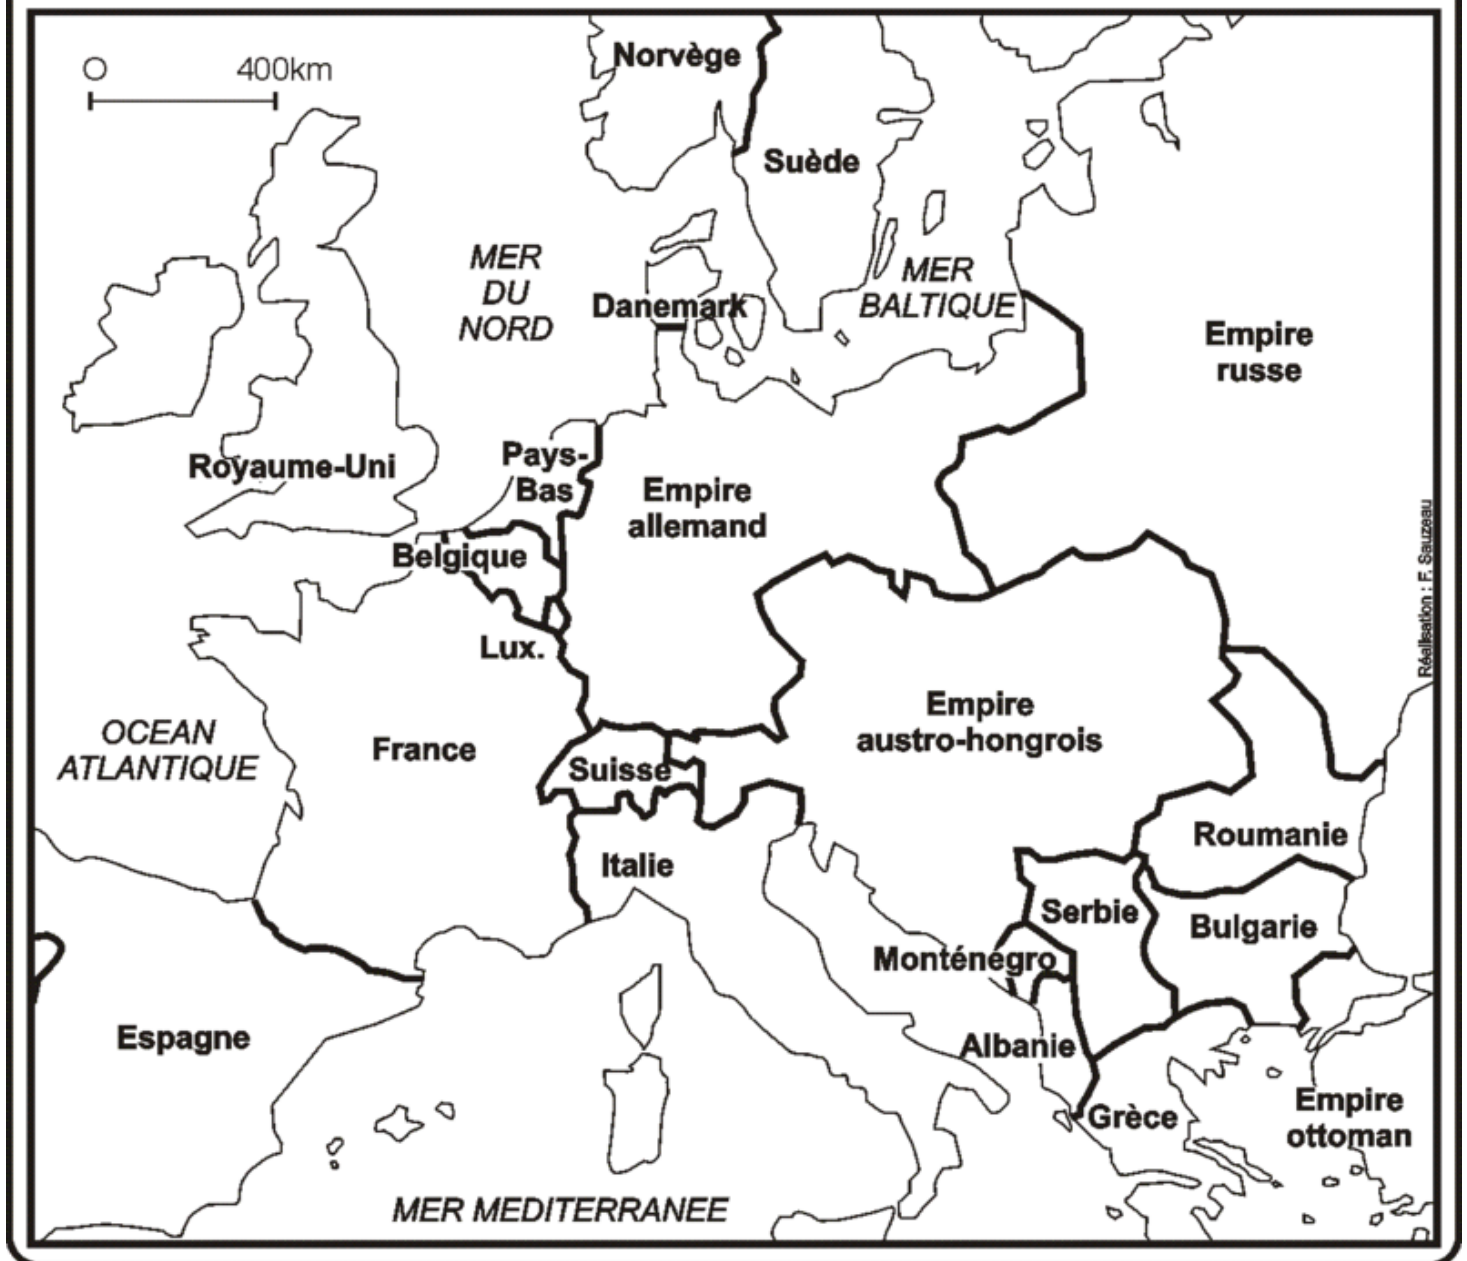 Norvège
O 400km
Suède
MER
DU
NORD
MER
BALTIQUE
Danemark
Empire
russe
Royaume-Uni
Pays-
Bas
Empire
allemand
Belgique
Lux.
Réalisation : F. Sauzeau
OCEAN
ATLANTIQUE
France
Suisse
Empire
austro-hongrois
Roumanie
Italie
Serbie
Bulgarie
Monténégro
Espagne
Albanie
Grèce
Empire
ottoman
MER MEDITERRANEE